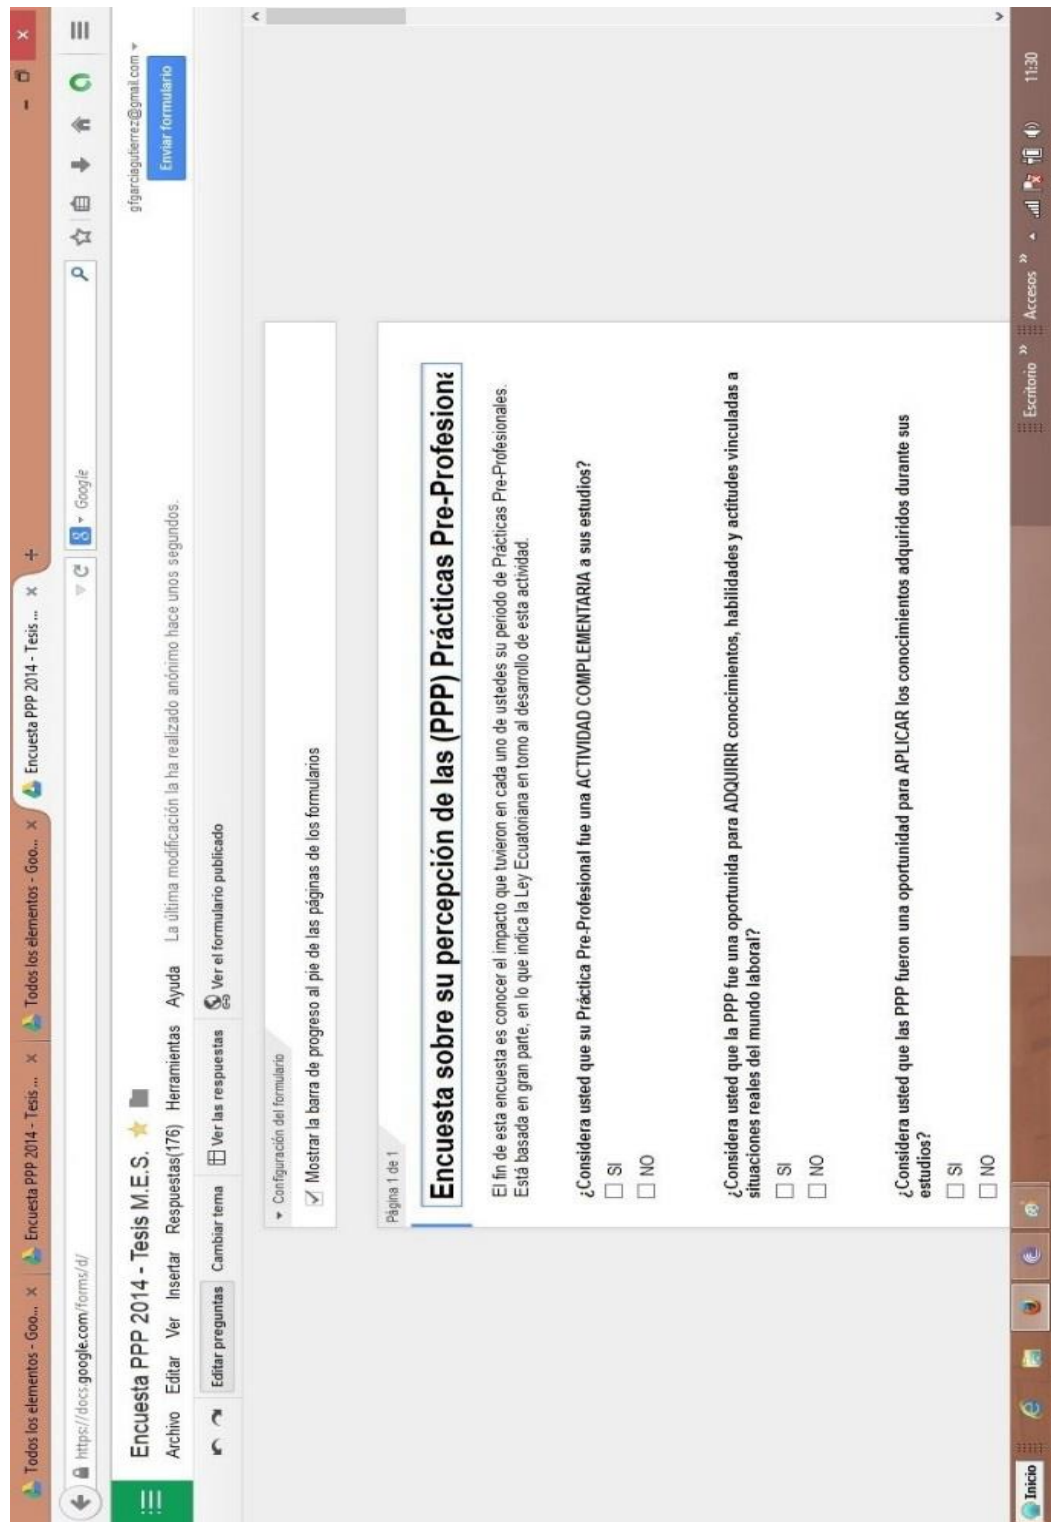 Todos los elementos - Goo... ×
Encuesta PPP 2014 - Tesis ... ×
Todos los elementos - Goo... ×
Encuesta PPP 2014 - Tesis ... ×
https://docs.google.com/forms/d/
Google
Encuesta PPP 2014 - Tesis M.E.S.
gfgarciagutierrez@gmail.com
Archivo Editar Ver Insertar Respuestas(176) Herramientas Ayuda La última modificación la ha realizado anónimo hace unos segundos.
Enviar formulario
Editar preguntas Cambiar tema Ver las respuestas Ver el formulario publicado
Configuración del formulario
Mostrar la barra de progreso al pie de las páginas de los formularios
Página 1 de 1
Encuesta sobre su percepción de las (PPP) Prácticas Pre-Profesiona
El fin de esta encuesta es conocer el impacto que tuvieron en cada uno de ustedes su periodo de Prácticas Pre-Profesionales.
Está basada en gran parte, en lo que indica la Ley Ecuatoriana en torno al desarrollo de esta actividad.
¿Considera usted que su Práctica Pre-Profesional fue una ACTIVIDAD COMPLEMENTARIA a sus estudios?
SI
NO
¿Considera usted que la PPP fue una oportunida para ADQUIRIR conocimientos, habilidades y actitudes vinculadas a
situaciones reales del mundo laboral?
SI
NO
¿Considera usted que las PPP fueron una oportunidad para APLICAR los conocimientos adquiridos durante sus
estudios?
SI
NO
Inicio
Escritorio »
Accesos »
11:30